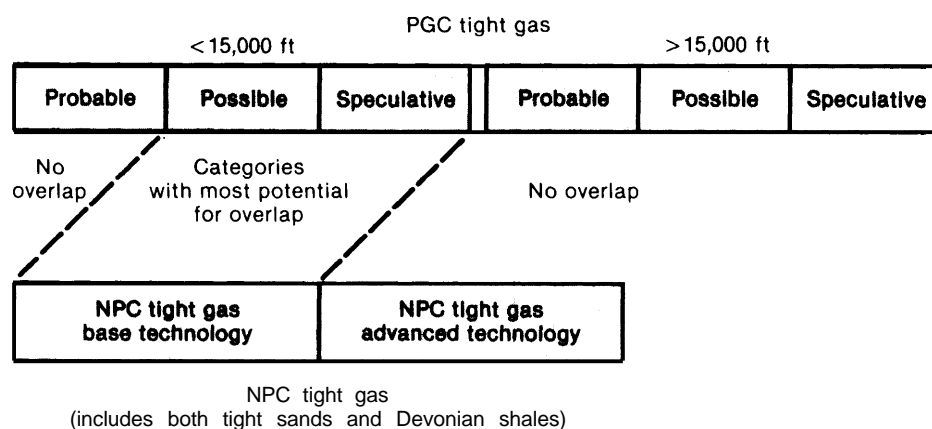 PGC tight gas
<15,000 ft
>15,000 ft
Probable
Possible
Speculative
Probable
Possible
Speculative
No
overlap
Categories
with most potential
for overlap
No overlap
NPC tight gas
base technology
NPC tight gas
advanced technology
NPC tight gas
(includes both tight sands and Devonian shales)